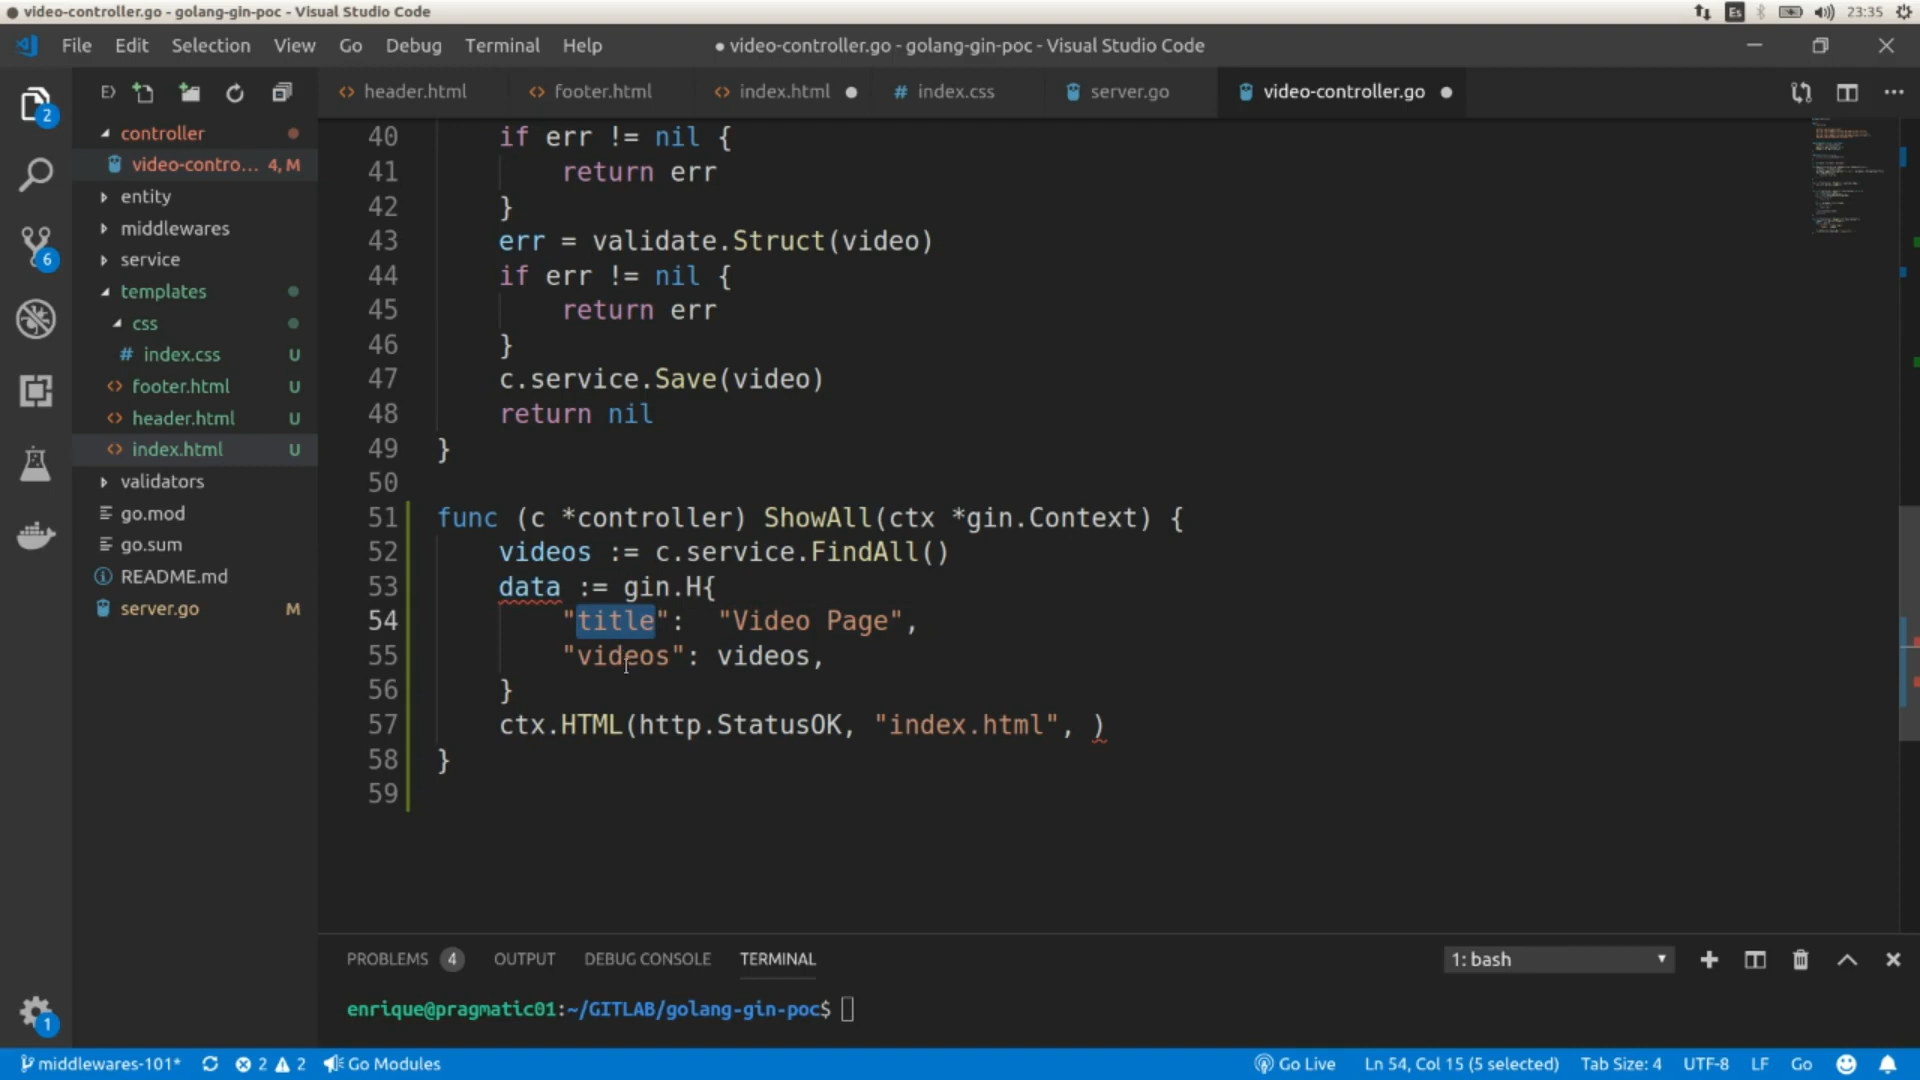 video-controller.go - golang-gin-poc - Visual Studio Code
Es
23:35
File Edit Selection View Go Debug Terminal Help
● video-controller.go - golang-gin-poc - Visual Studio Code
header.html footer.html index.html index.css server.go video-controller.go
2
controller
video-contro... 4, M
entity
middlewares
service
6
templates
css
index.css U
footer.html U
header.html U
index.html U
validators
go.mod
go.sum
README.md
server.go M
40 if err != nil {
41 return err
42 }
43 err = validate.Struct(video)
44 if err != nil {
45 return err
46 }
47 c.service.Save(video)
48 return nil
49 }
50
51 func (c *controller) ShowAll(ctx *gin.Context) {
52 videos := c.service.FindAll()
53 data := gin.H{
54 "title": "Video Page",
55 "videos": videos,
56 }
57 ctx.HTML(http.StatusOK, "index.html", )
58 }
59
PROBLEMS 4 OUTPUT DEBUG CONSOLE TERMINAL
1: bash
enrique@pragmatic01:~/GITLAB/golang-gin-poc$
1
middlewares-101* 2 2 Go Modules
Go Live Ln 54, Col 15 (5 selected) Tab Size: 4 UTF-8 LF Go